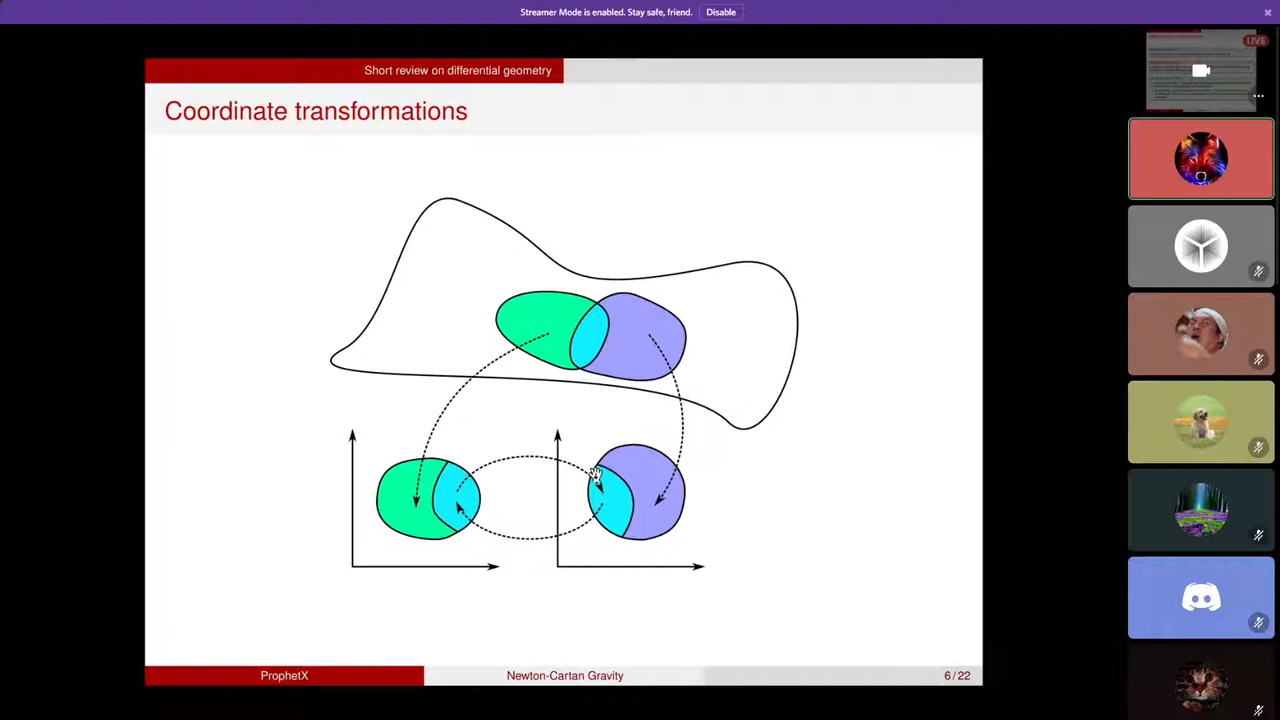 Streamer Mode is enabled. Stay safe, friend. Disable
LIVE
Short review on differential geometry
Coordinate transformations
ProphetX
Newton-Cartan Gravity
6/22